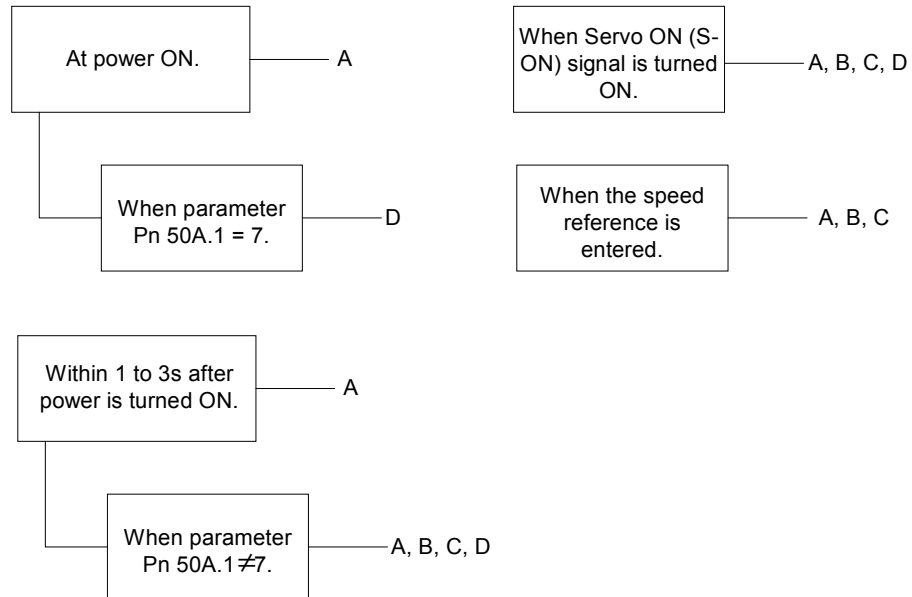 At power ON.
A
When parameter
Pn 50A.1 = 7.
D
Within 1 to 3s after
power is turned ON.
A
When parameter
Pn 50A.1≠7.
A, B, C, D
When Servo ON (S-
ON) signal is turned
ON.
A, B, C, D
When the speed
reference is
entered.
A, B, C